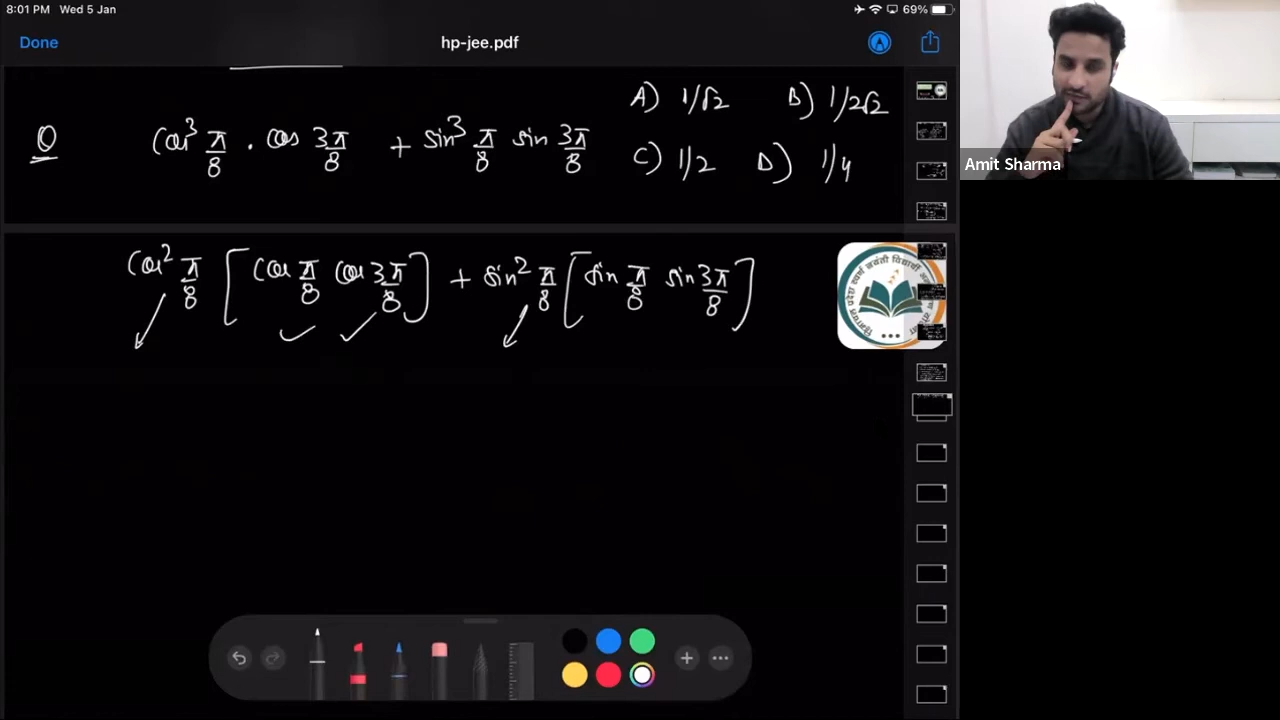 8:01 PM Wed 5 Jan
69%
Done
hp-jee.pdf
A) 1/√2 B) 1/2√2
Q cos³ π/8 . cos 3π/8 + sin³ π/8 sin 3π/8
C) 1/2 D) 1/4
Amit Sharma
cos² π/8 [cos π/8 cos 3π/8] + sin² π/8 [sin π/8 sin 3π/8]